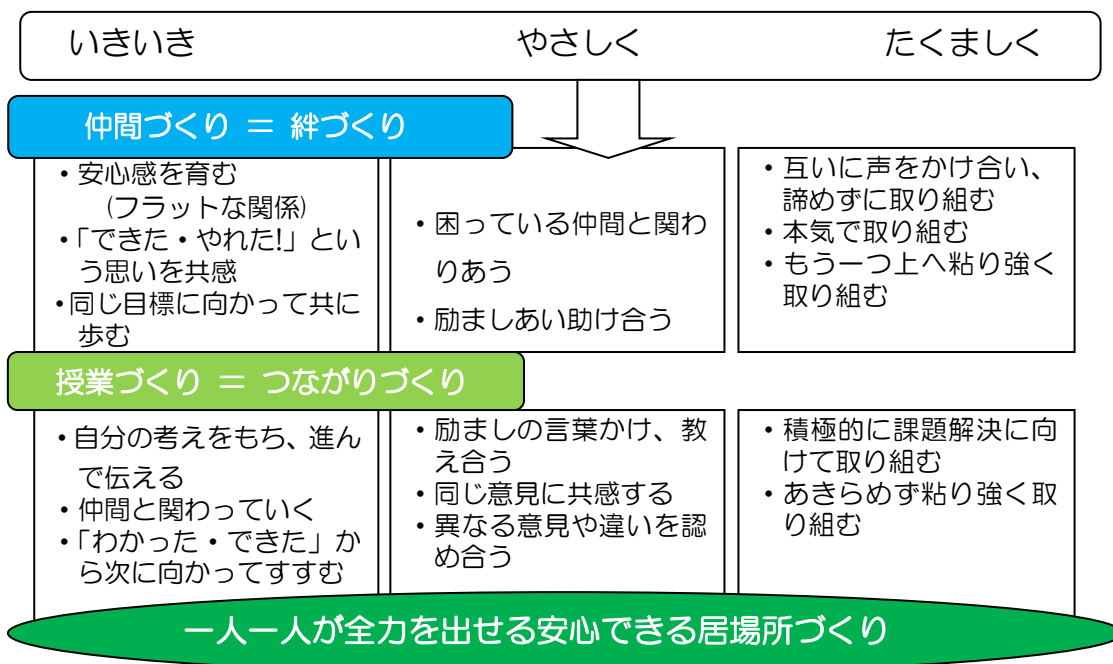 いきいき　やさしく　たくましく
仲間づくり ＝ 絆づくり
・安心感を育む
(フラットな関係)
・「できた・やれた!」とい
う思いを共感
・同じ目標に向かって共に
歩む
・困っている仲間と関わ
りあう
・励ましあい助け合う
・互いに声をかけ合い、
諦めずに取り組む
・本気で取り組む
・もう一つ上へ粘り強く
取り組む
授業づくり ＝ つながりづくり
・自分の考えをもち、進ん
で伝える
・仲間と関わっていく
・「わかった・できた」か
ら次に向かってすすむ
・励ましの言葉かけ、教
え合う
・同じ意見に共感する
・異なる意見や違いを認
め合う
・積極的に課題解決に向
けて取り組む
・あきらめず粘り強く取
り組む
一人一人が全力を出せる安心できる居場所づくり